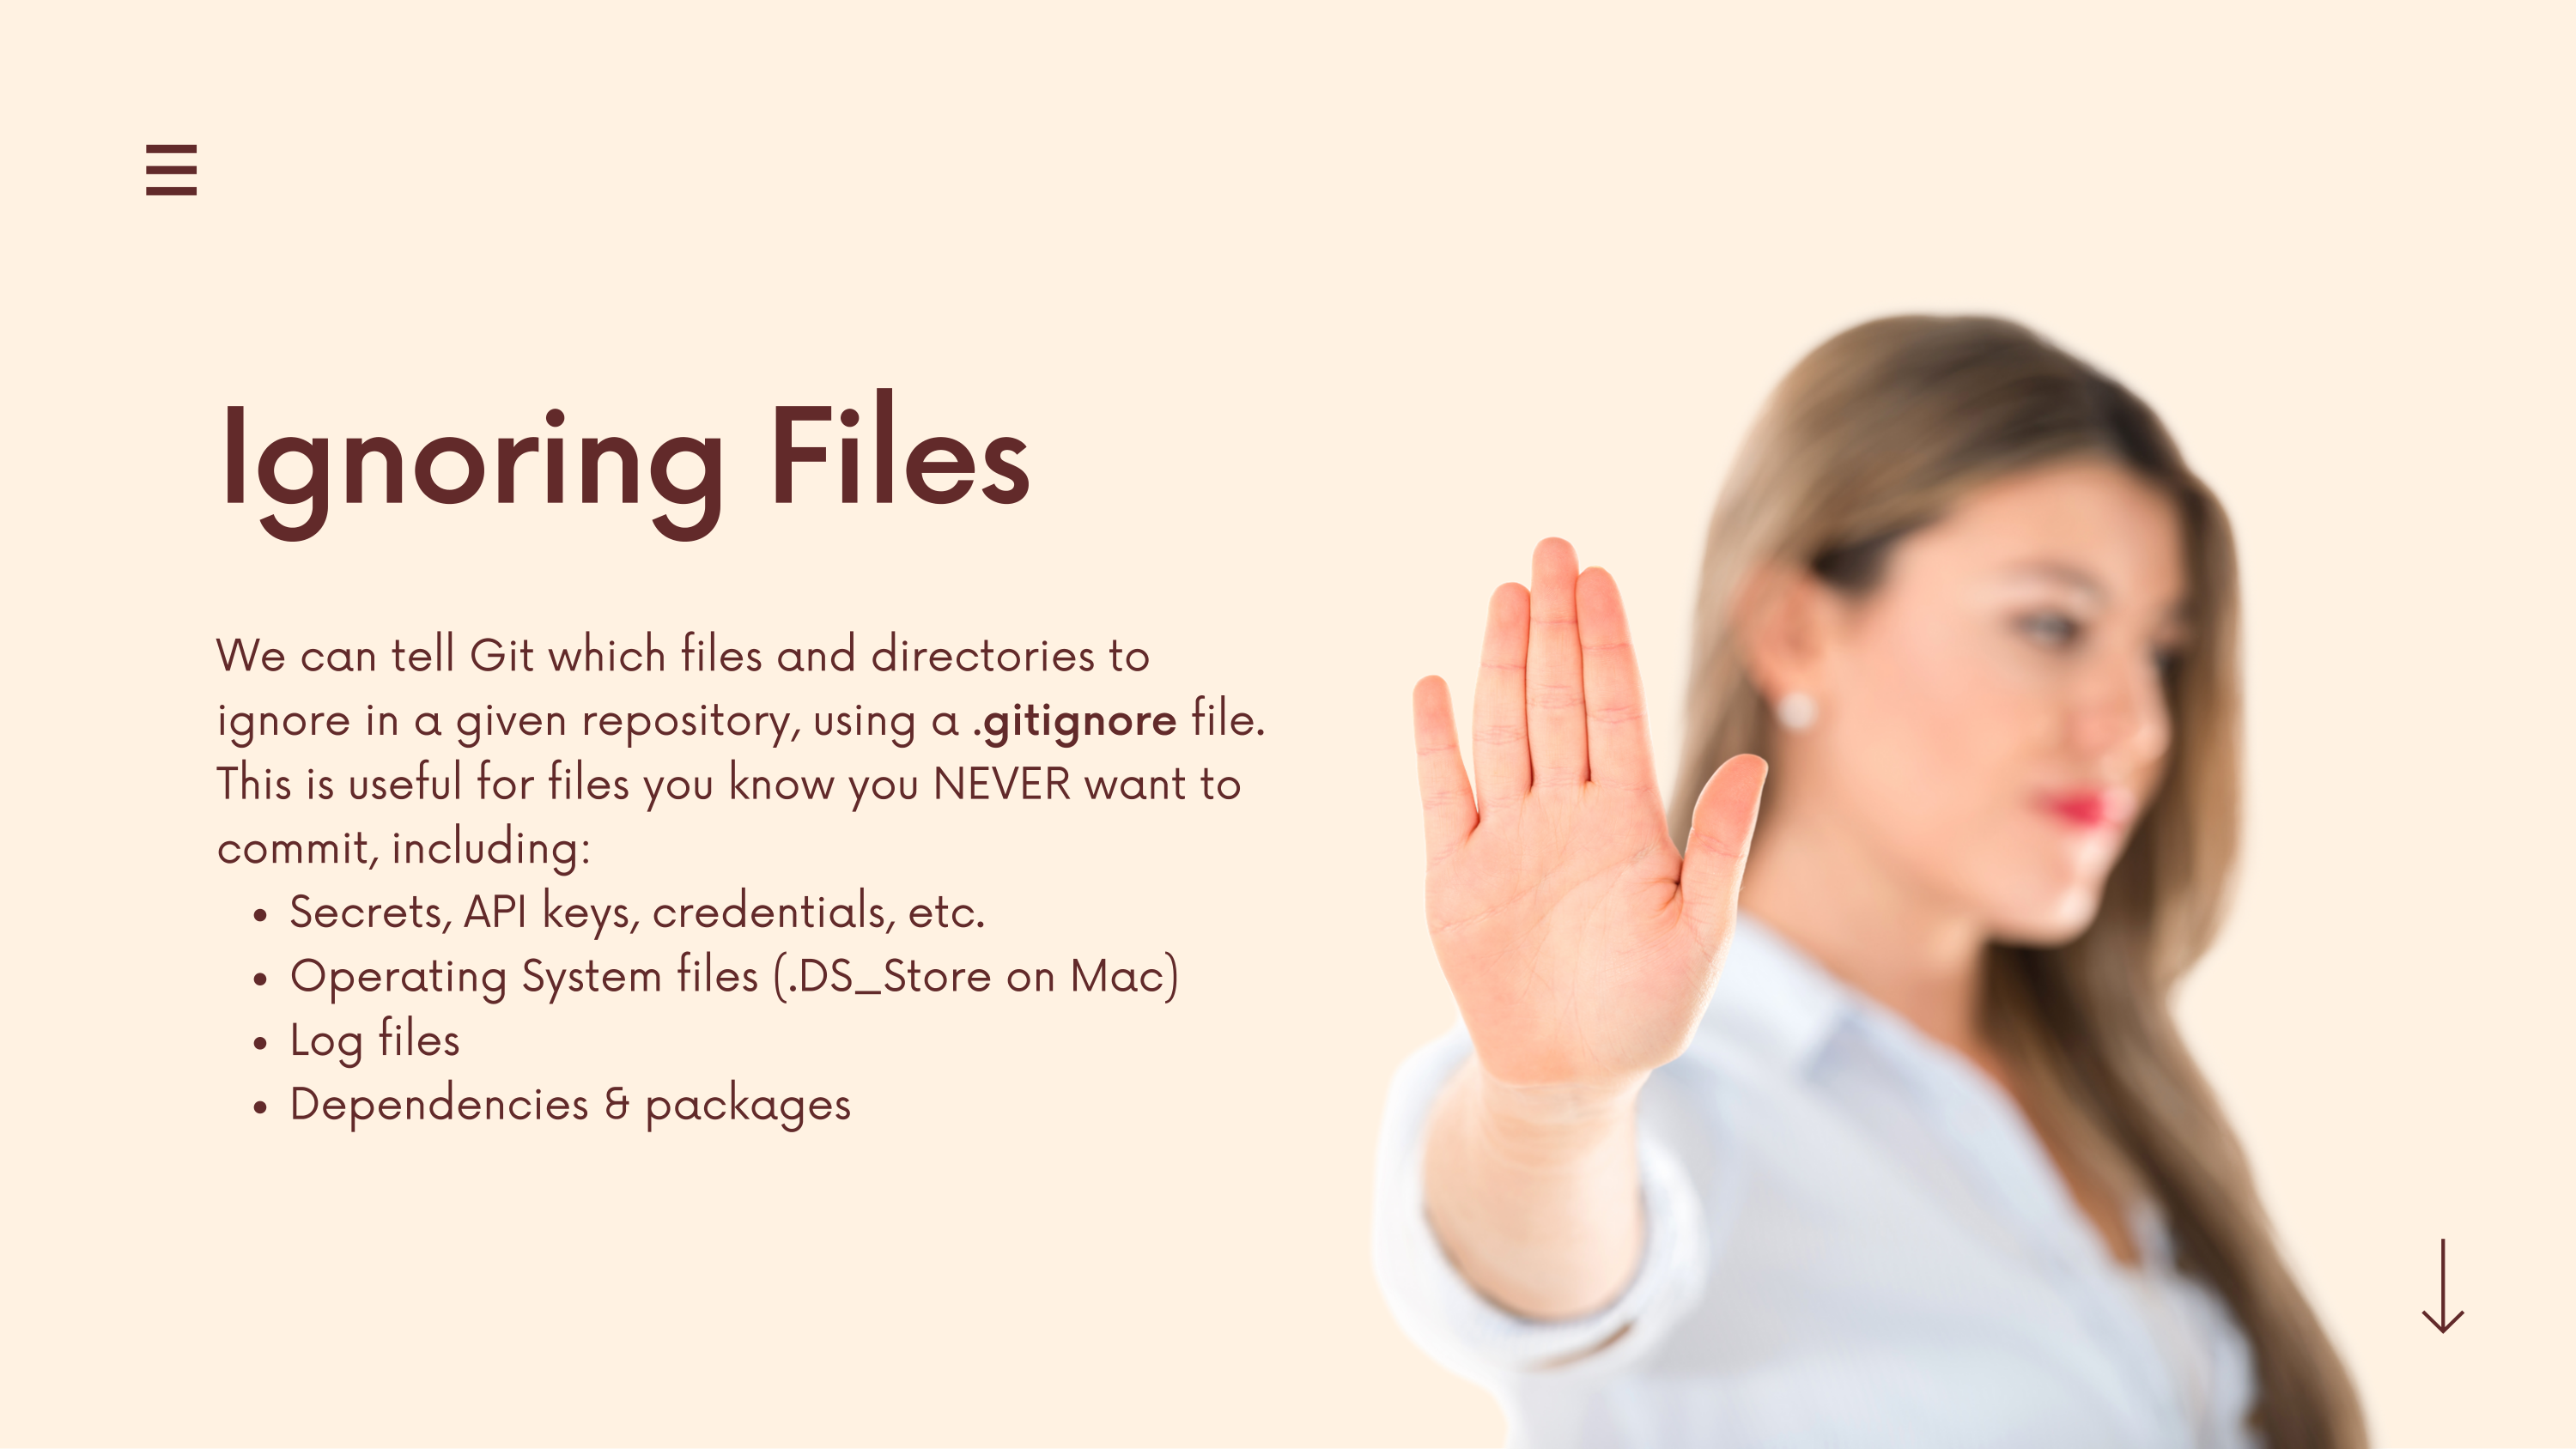 Ignoring Files
We can tell Git which files and directories to
ignore in a given repository, using a .gitignore file.
This is useful for files you know you NEVER want to
commit, including:
• Secrets, API keys, credentials, etc.
• Operating System files (.DS_Store on Mac)
• Log files
• Dependencies & packages